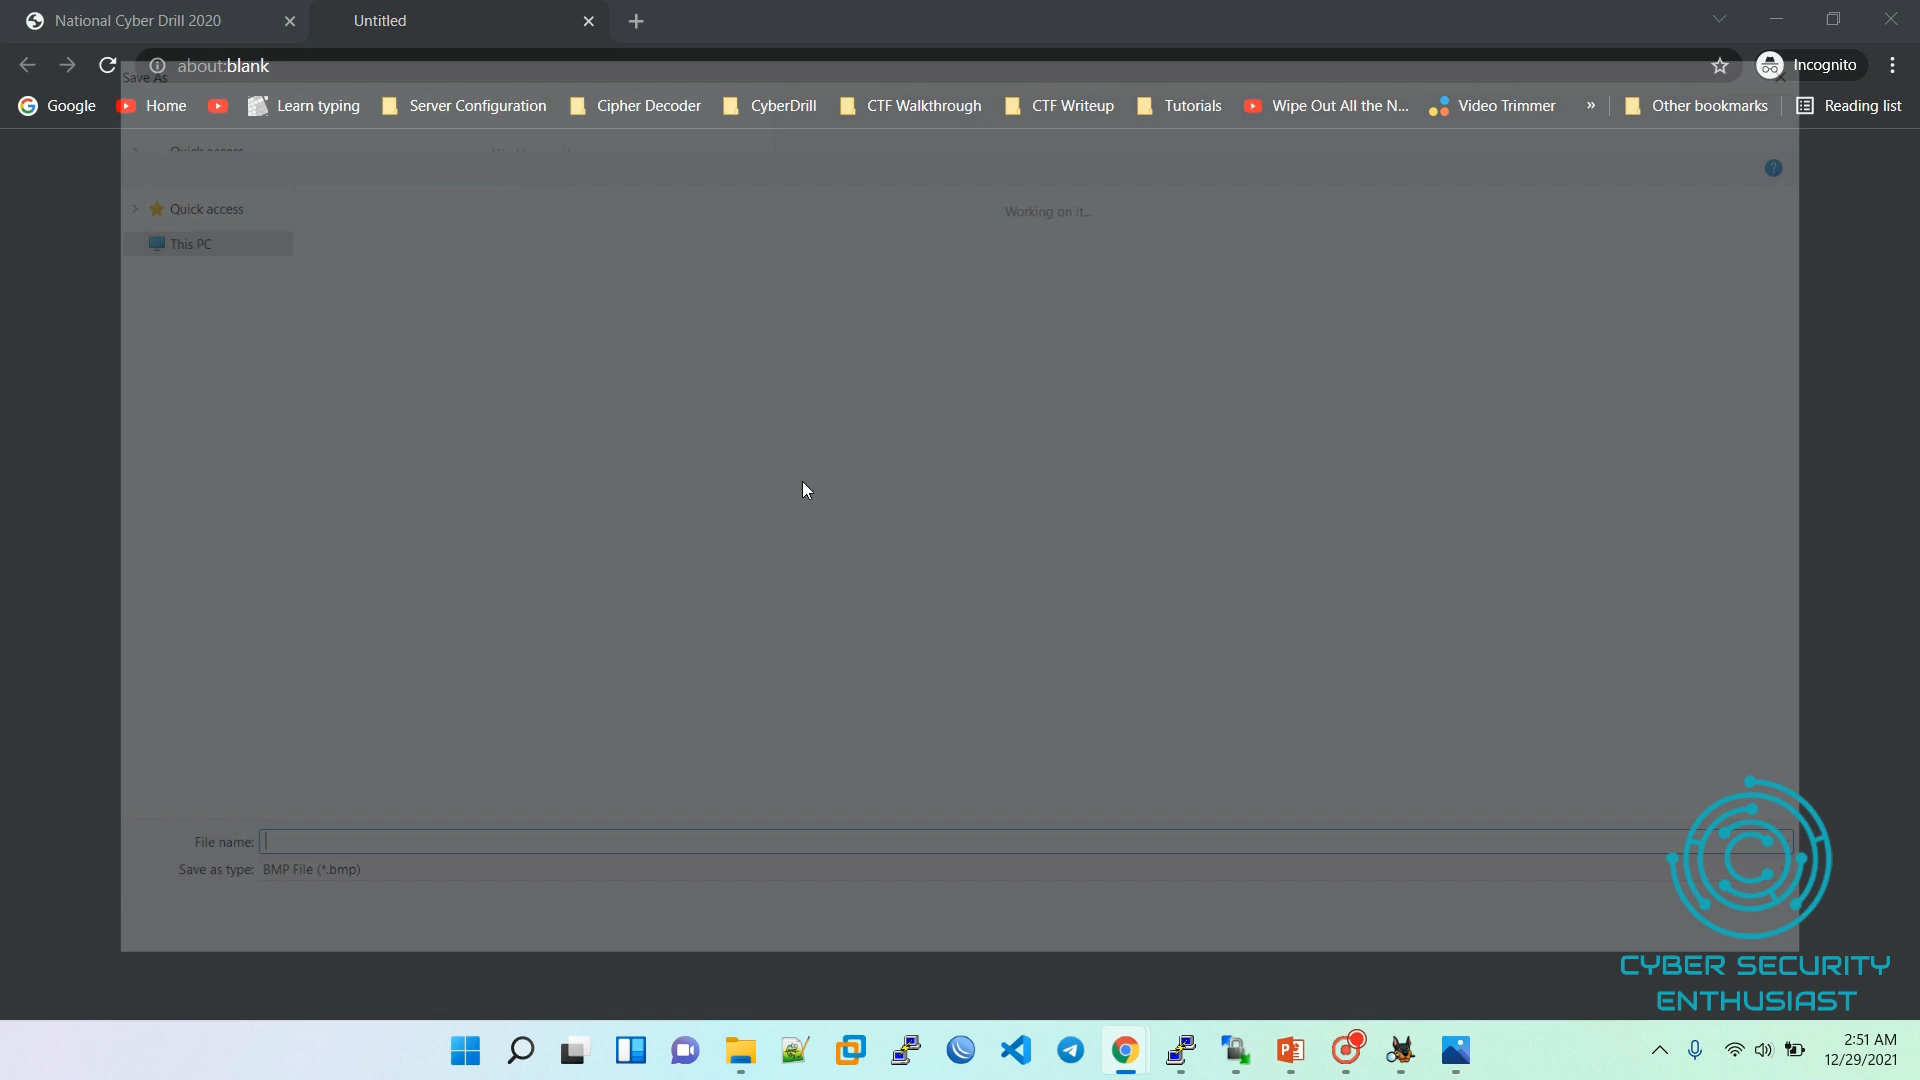 National Cyber Drill 2020
Untitled
about:blank
Incognito
Save As
Google
Home
Learn typing
Server Configuration
Cipher Decoder
CyberDrill
CTF Walkthrough
CTF Writeup
Tutorials
Wipe Out All the N...
Video Trimmer
»
Other bookmarks
Reading list
Quick access
Quick access
Working on it...
This PC
File name:
Save as type: BMP File (*.bmp)
CYBER SECURITY
ENTHUSIAST
2:51 AM
12/29/2021